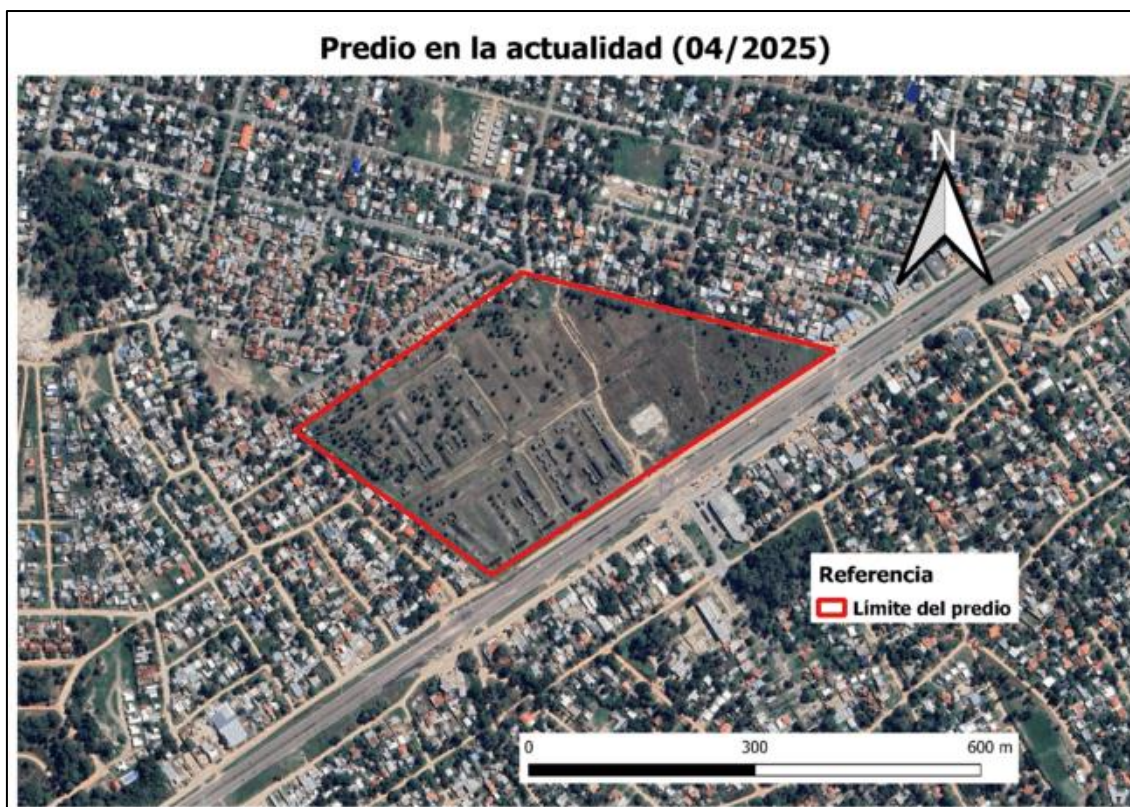 Predio en la actualidad (04/2025)
N
Referencia
Límite del predio
0 300 600 m